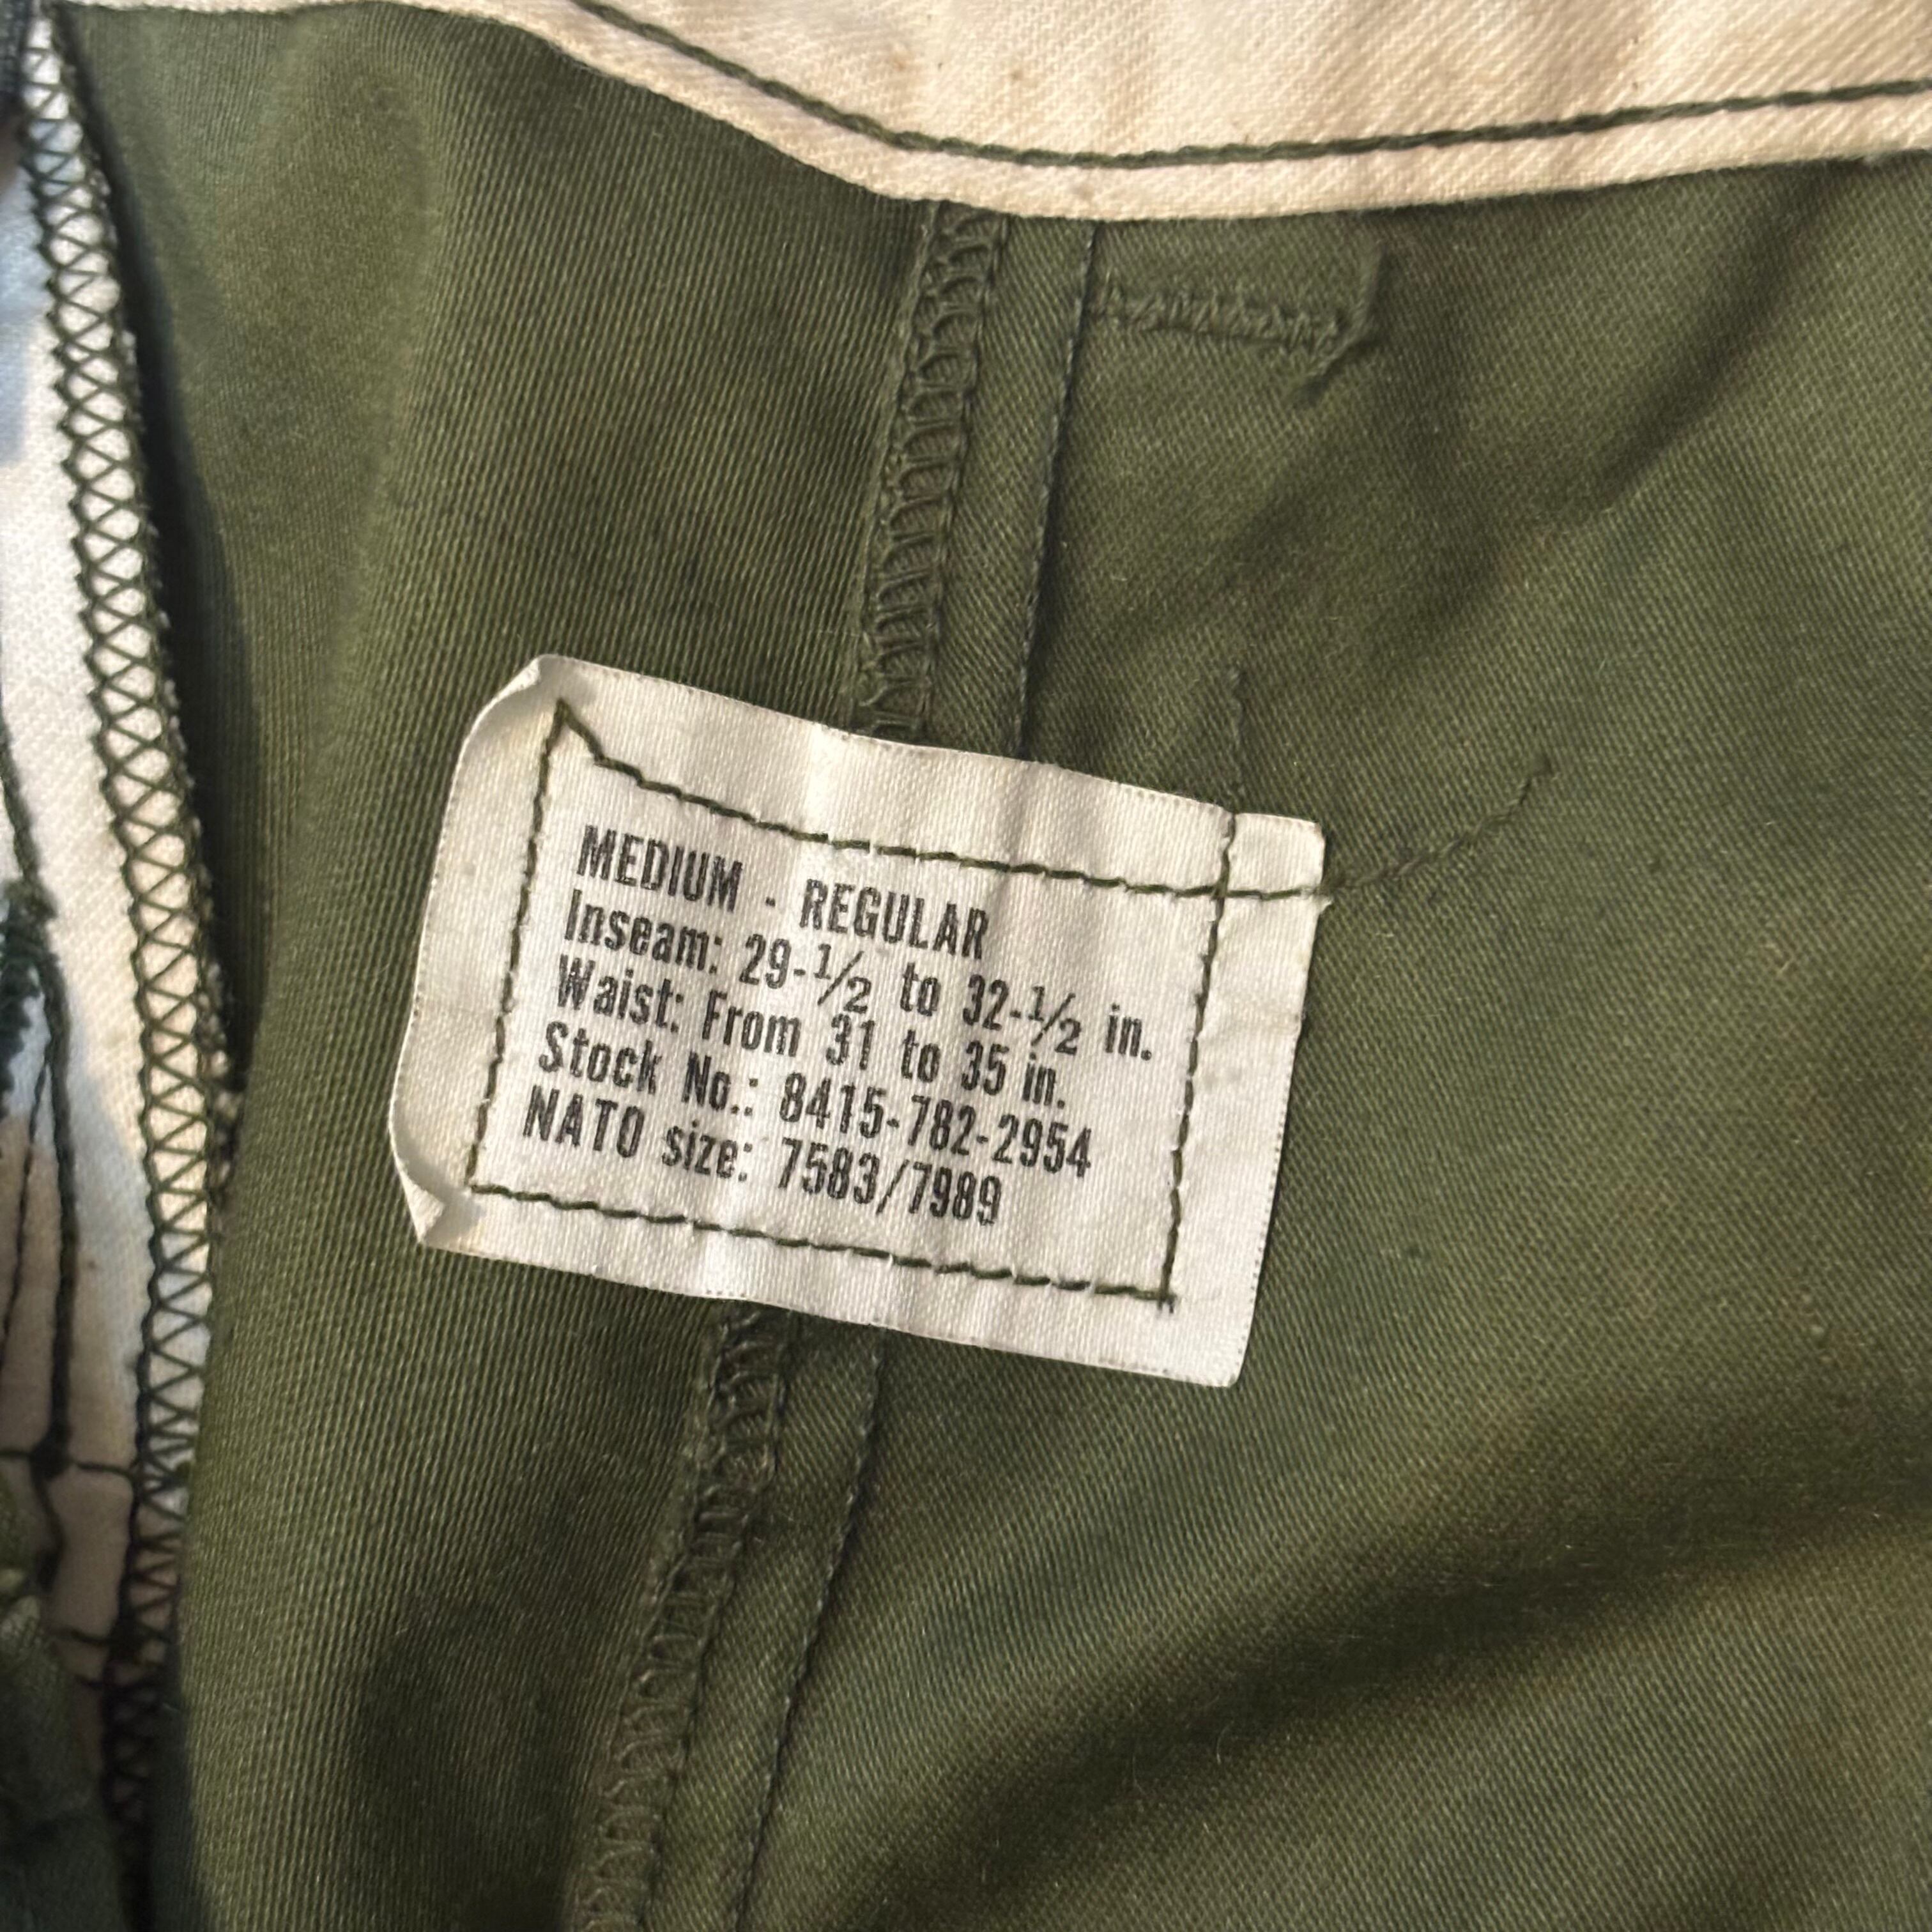 MEDIUM - REGULAR
Inseam: 29-1/2 to 32-1/2 in.
Waist: From 31 to 35 in.
Stock No.: 8415-782-2954
NATO size: 7583/7989